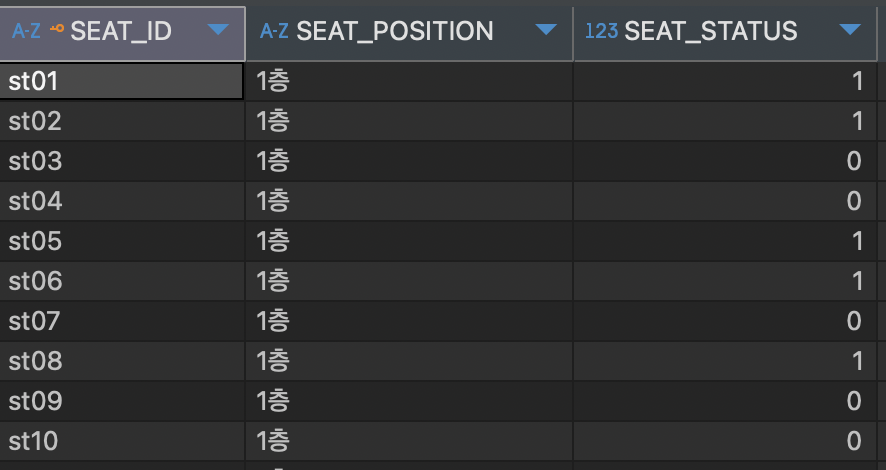 A-Z SEAT_ID A-Z SEAT_POSITION 123 SEAT_STATUS
st01 1층 1
st02 1층 1
st03 1층 0
st04 1층 0
st05 1층 1
st06 1층 1
st07 1층 0
st08 1층 1
st09 1층 0
st10 1층 0